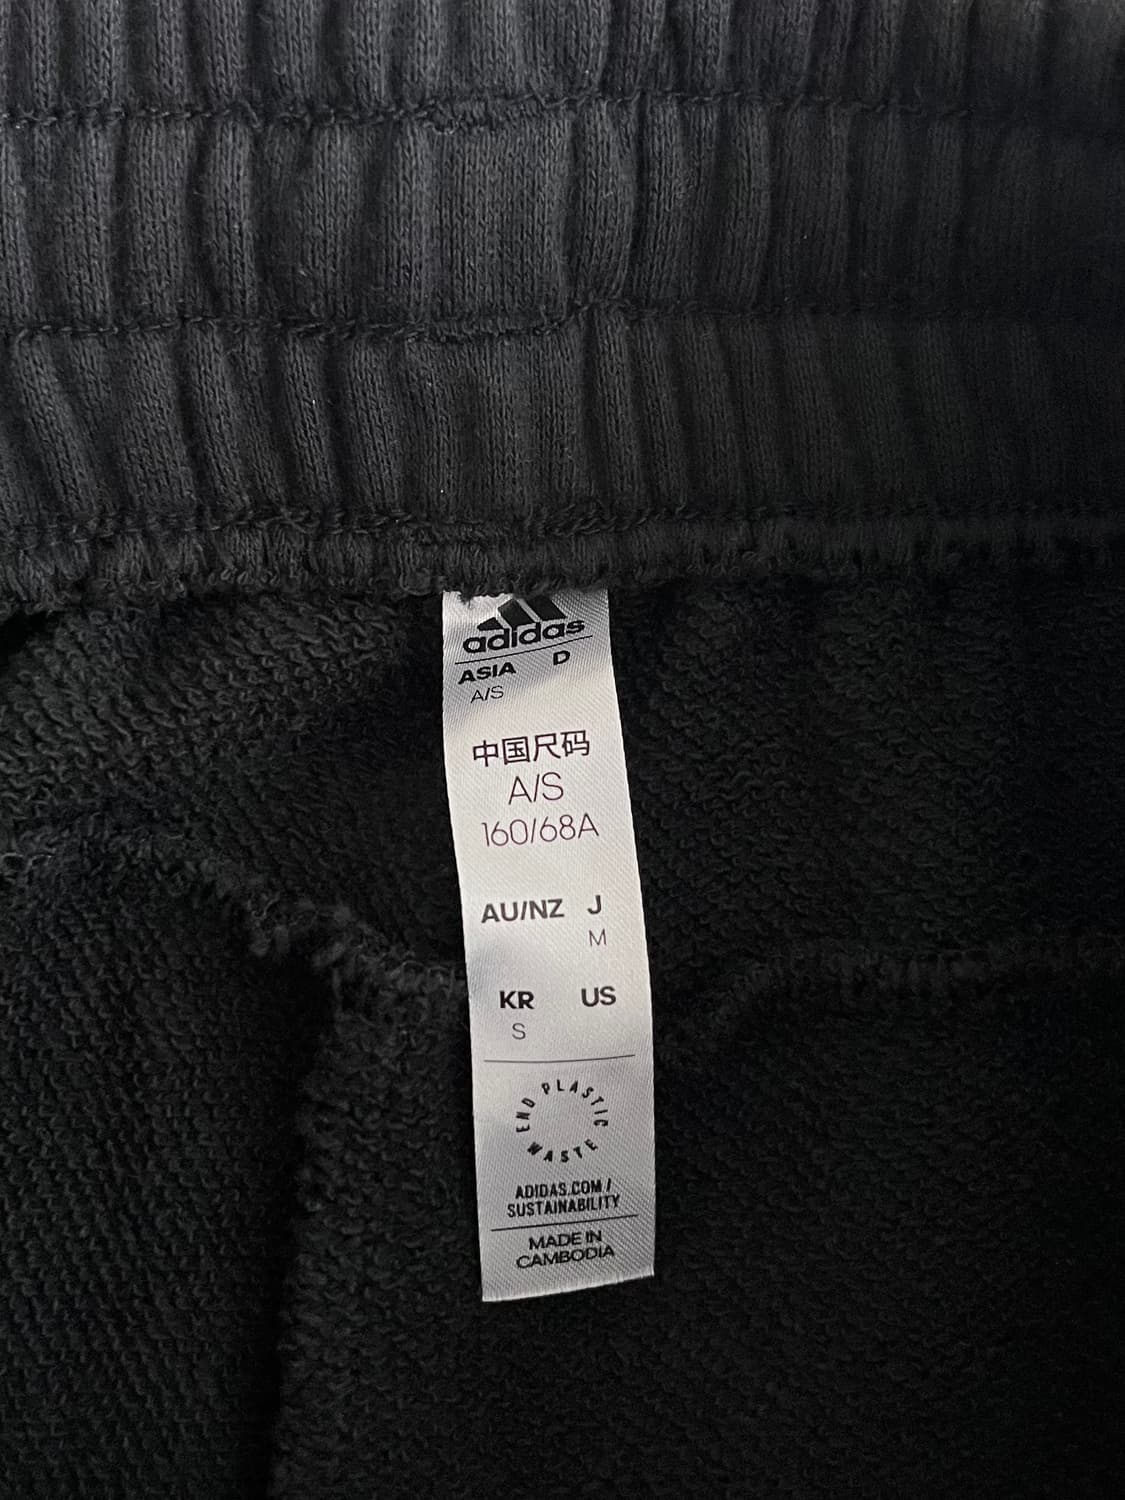 adidas
ASIA D
A/S
中国尺码
A/S
160/68A
AU/NZ J
M
KR US
S
END PLASTIC WASTE
ADIDAS.COM /
SUSTAINABILITY
MADE IN
CAMBODIA